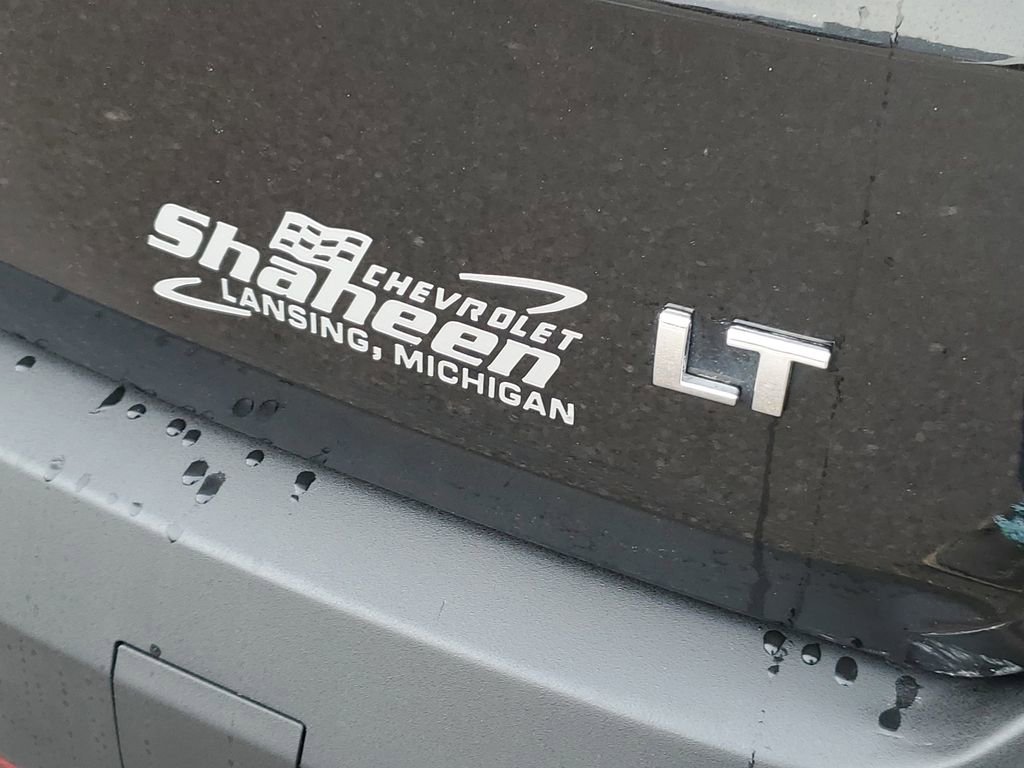 Shaheen
CHEVROLET
LANSING, MICHIGAN
LT